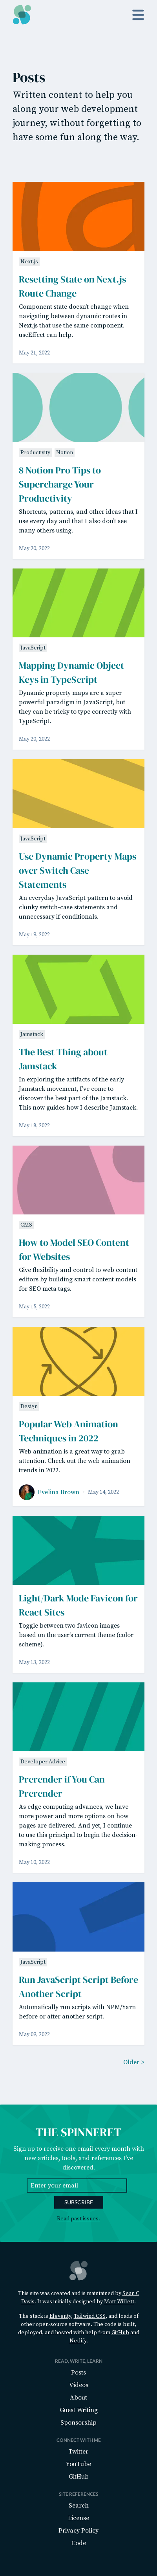 Posts
Written content to help you
along your web development
journey, without forgetting to
have some fun along the way.
Next.js
Resetting State on Next.js
Route Change
Component state doesn't change when
navigating between dynamic routes in
Next.js that use the same component.
useEffect can help.
May 21, 2022
Productivity Notion
8 Notion Pro Tips to
Supercharge Your
Productivity
Shortcuts, patterns, and other ideas that I
use every day and that I also don't see
many others using.
May 20, 2022
JavaScript
Mapping Dynamic Object
Keys in TypeScript
Dynamic property maps are a super
powerful paradigm in JavaScript, but
they can be tricky to type correctly with
TypeScript.
May 20, 2022
JavaScript
Use Dynamic Property Maps
over Switch Case
Statements
An everyday JavaScript pattern to avoid
clunky switch-case statements and
unnecessary if conditionals.
May 19, 2022
Jamstack
The Best Thing about
Jamstack
In exploring the artifacts of the early
Jamstack movement, I've come to
discover the best part of the Jamstack.
This now guides how I describe Jamstack.
May 18, 2022
CMS
How to Model SEO Content
for Websites
Give flexibility and control to web content
editors by building smart content models
for SEO meta tags.
May 15, 2022
Design
Popular Web Animation
Techniques in 2022
Web animation is a great way to grab
attention. Check out the web animation
trends in 2022.
Evelina Brown · May 14, 2022
Light/Dark Mode Favicon for
React Sites
Toggle between two favicon images
based on the user's current theme (color
scheme).
May 13, 2022
Developer Advice
Prerender if You Can
Prerender
As edge computing advances, we have
more power and more options on how
pages are delivered. And yet, I continue
to use this principal to begin the decision-
making process.
May 10, 2022
JavaScript
Run JavaScript Script Before
Another Script
Automatically run scripts with NPM/Yarn
before or after another script.
May 09, 2022
Older >
THE SPINNERET
Sign up to receive one email every month with
new articles, tools, and references I've
discovered.
Enter your email
SUBSCRIBE
Read past issues.
This site was created and is maintained by Sean C
Davis. It was initially designed by Matt Willett.
The stack is Eleventy, Tailwind CSS, and loads of
other open-source software. The code is built,
deployed, and hosted with help from GitHub and
Netlify.
READ, WRITE, LEARN
Posts
Videos
About
Guest Writing
Sponsorship
CONNECT WITH ME
Twitter
YouTube
GitHub
SITE REFERENCES
Search
License
Privacy Policy
Code